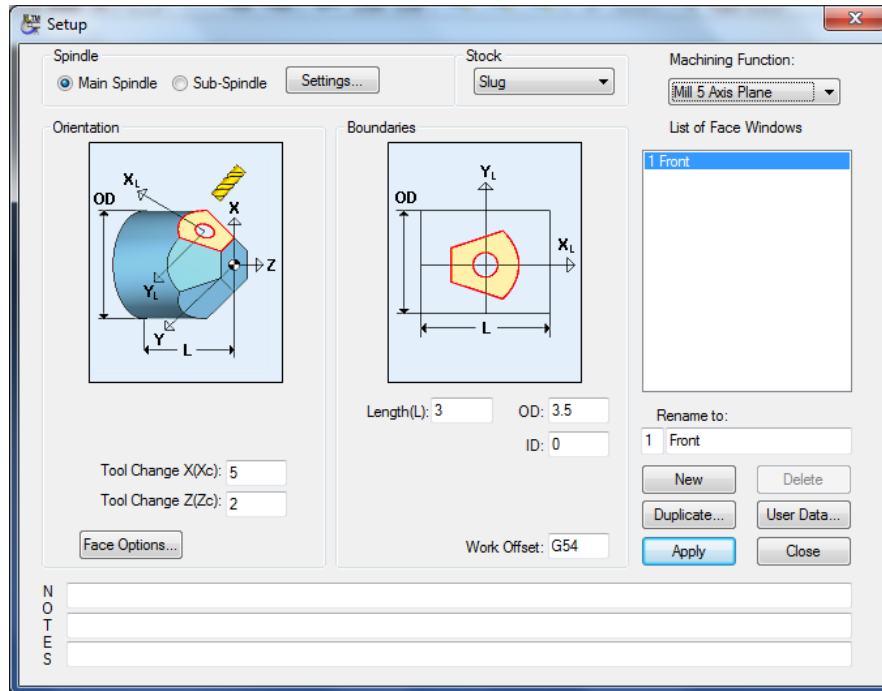 Setup
Spindle
Main Spindle
Sub-Spindle
Settings...
Stock
Slug
Machining Function:
Mill 5 Axis Plane
Orientation
XL
OD
X
Z
YL
Y
L
Tool Change X(Xc): 5
Tool Change Z(Zc): 2
Face Options...
Boundaries
YL
OD
XL
L
Length(L): 3
OD: 3.5
ID: 0
Work Offset: G54
List of Face Windows
1 Front
Rename to:
1 Front
New
Delete
Duplicate...
User Data...
Apply
Close
NOTES